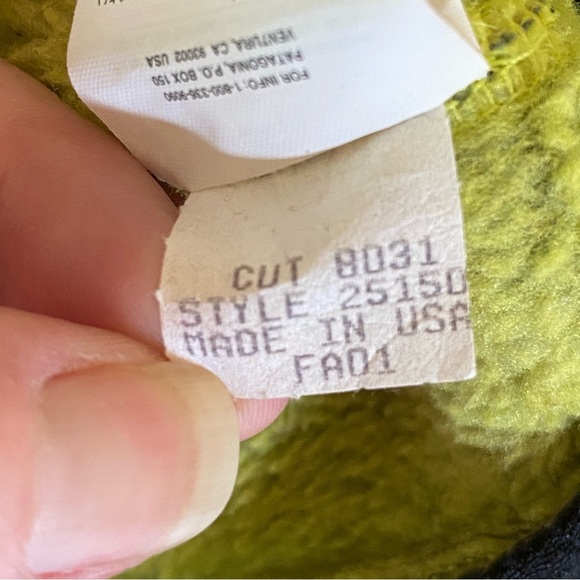 FOR INFO: 1-800-336-9090
PATAGONIA, P.O. BOX 150
VENTURA, CA 93002 USA
CUT 8031
STYLE 25150
MADE IN USA
FA01